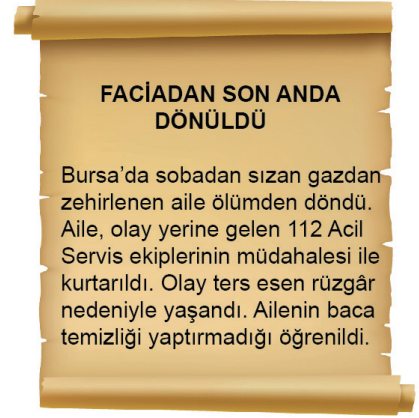 FACİADAN SON ANDA
DÖNÜLDÜ
Bursa’da sobadan sızan gazdan
zehirlenen aile ölümden döndü.
Aile, olay yerine gelen 112 Acil
Servis ekiplerinin müdahalesi ile
kurtarıldı. Olay ters esen rüzgâr
nedeniyle yaşandı. Ailenin baca
temizliği yaptırmadığı öğrenildi.